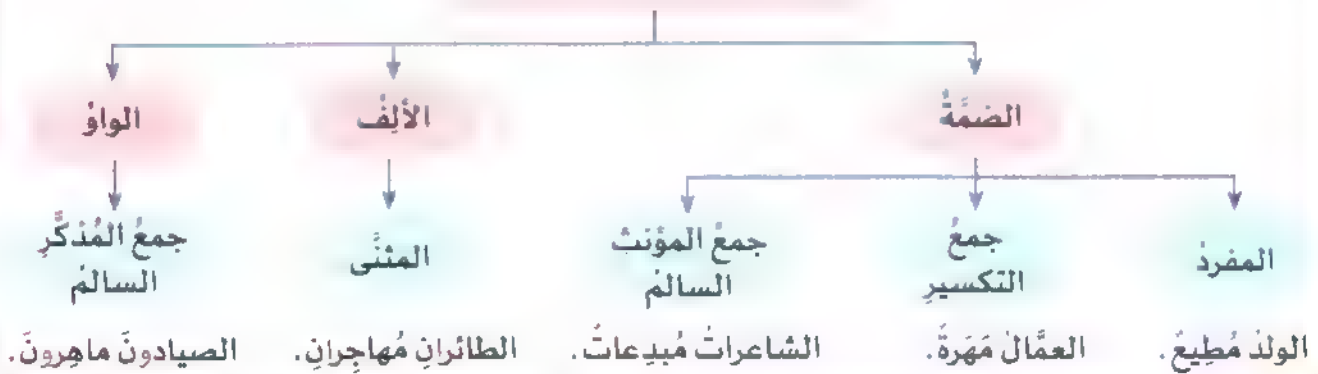 الضمَّةُ
الألِفُ
الواوُ
المفردُ
جمعُ
التكسيرِ
جمعُ المؤنثِ
السالمُ
المثنَّى
جمعُ المُذكَّرِ
السالمُ
الولدُ مُطِيعٌ.
العمَّالُ مَهَرةٌ.
الشاعراتُ مُبدِعاتٌ.
الطائرانِ مُهاجِرانِ.
الصيادونَ ماهِرونَ.